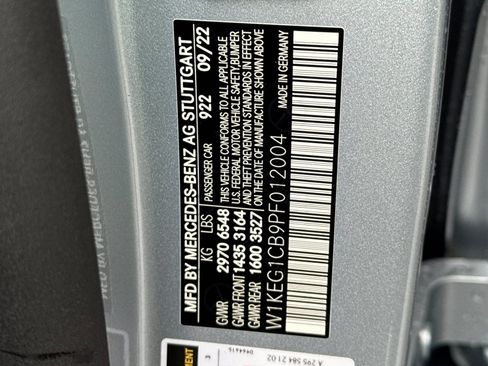 MFD BY MERCEDES-BENZ AG STUTTGART
PASSENGER CAR 922 09/22
KG LBS THIS VEHICLE CONFORMS TO ALL APPLICABLE
GVWR 2970 6548 U.S. FEDERAL MOTOR VEHICLE SAFETY, BUMPER
GAWR FRONT 1435 3164 AND THEFT PREVENTION STANDARDS IN EFFECT
GAWR REAR 1600 3527 ON THE DATE OF MANUFACTURE SHOWN ABOVE
W1KEG1CB9PF012004 MADE IN GERMANY
3
A 295 584 21 02